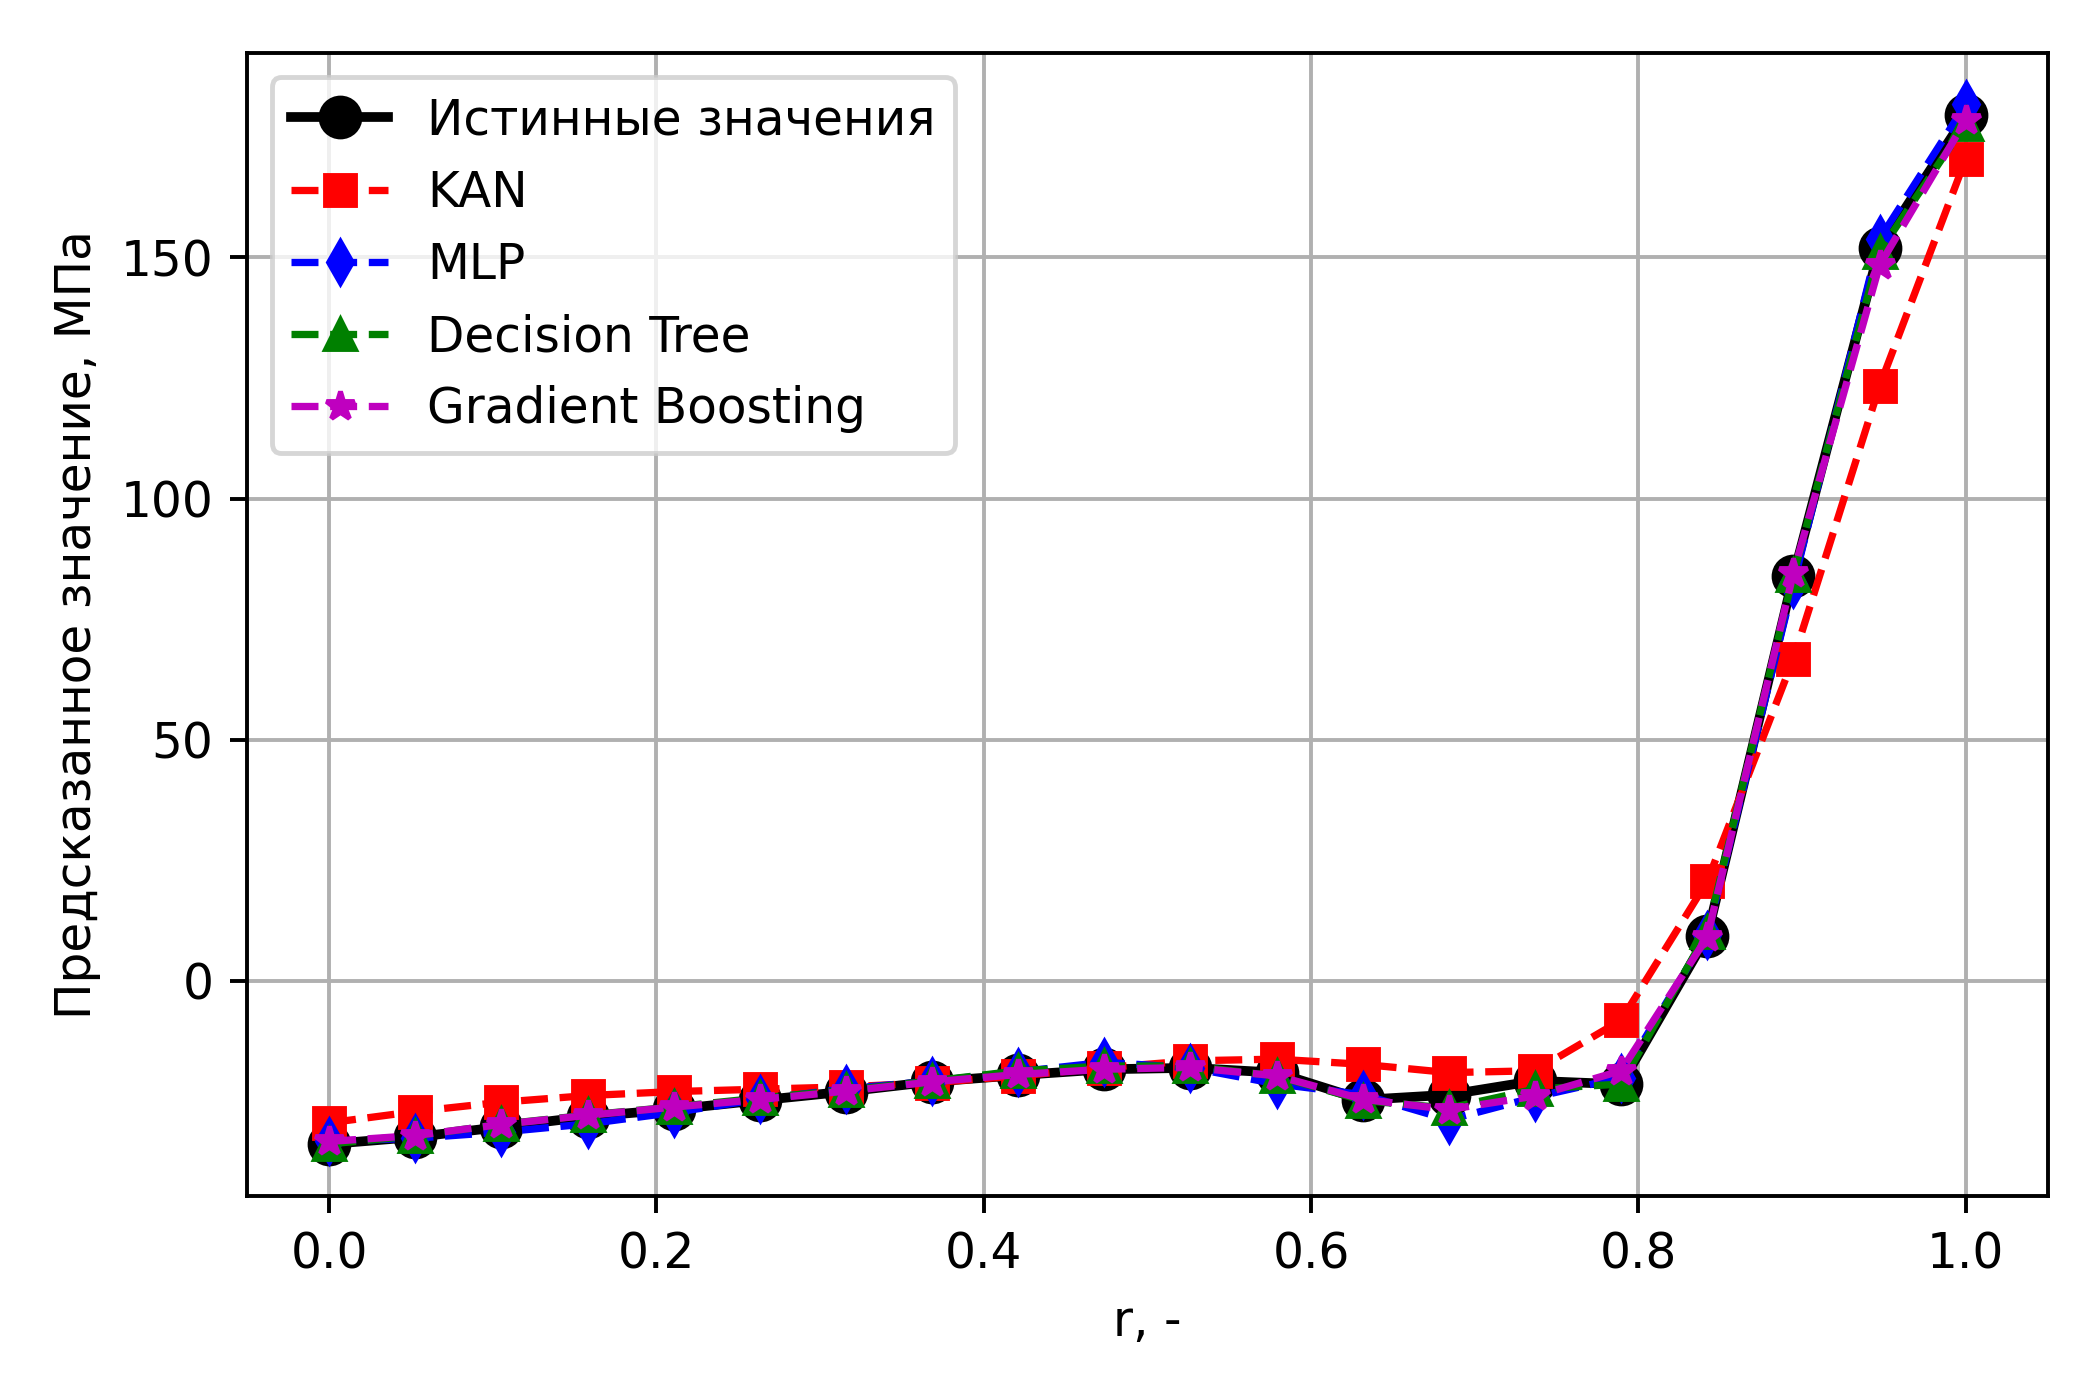 Истинные значения
KAN
MLP
Decision Tree
Gradient Boosting
Предсказанное значение, МПа
150
100
50
0
0.0 0.2 0.4 0.6 0.8 1.0
r, -